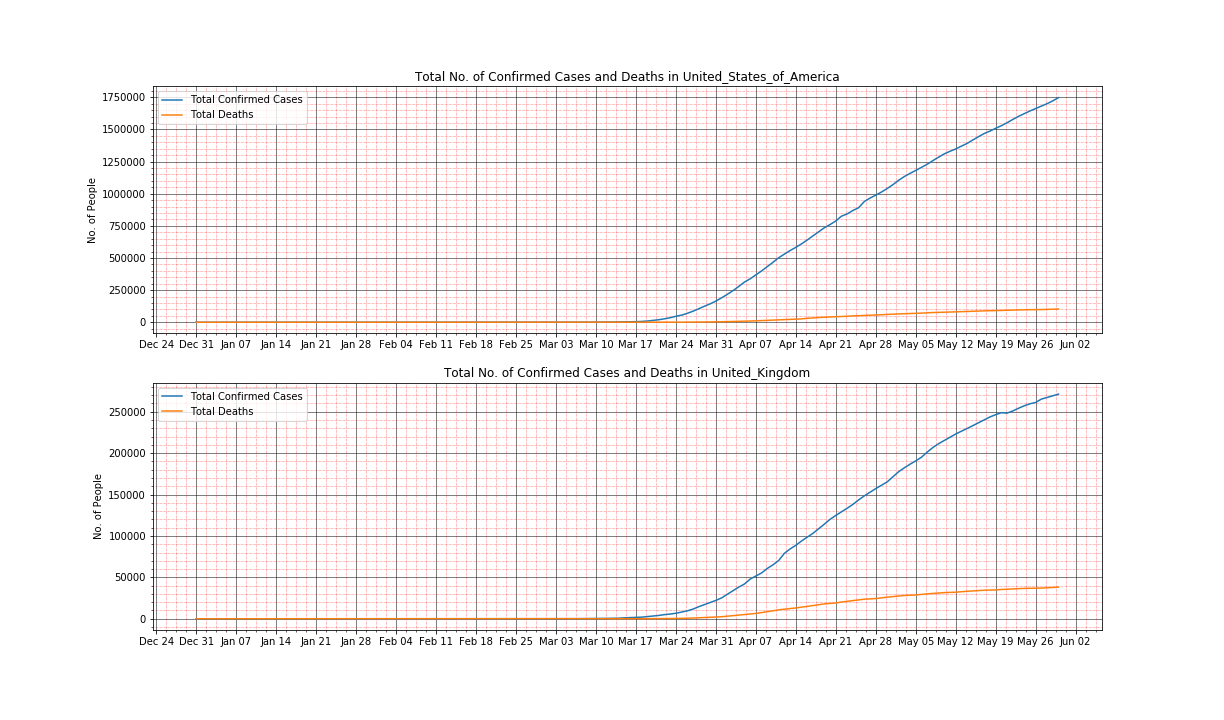 Total No. of Confirmed Cases and Deaths in United_States_of_America
Total Confirmed Cases
Total Deaths
No. of People
1750000
1500000
1250000
1000000
750000
500000
250000
0
Dec 24 Dec 31 Jan 07 Jan 14 Jan 21 Jan 28 Feb 04 Feb 11 Feb 18 Feb 25 Mar 03 Mar 10 Mar 17 Mar 24 Mar 31 Apr 07 Apr 14 Apr 21 Apr 28 May 05 May 12 May 19 May 26 Jun 02
Total No. of Confirmed Cases and Deaths in United_Kingdom
Total Confirmed Cases
Total Deaths
No. of People
250000
200000
150000
100000
50000
0
Dec 24 Dec 31 Jan 07 Jan 14 Jan 21 Jan 28 Feb 04 Feb 11 Feb 18 Feb 25 Mar 03 Mar 10 Mar 17 Mar 24 Mar 31 Apr 07 Apr 14 Apr 21 Apr 28 May 05 May 12 May 19 May 26 Jun 02